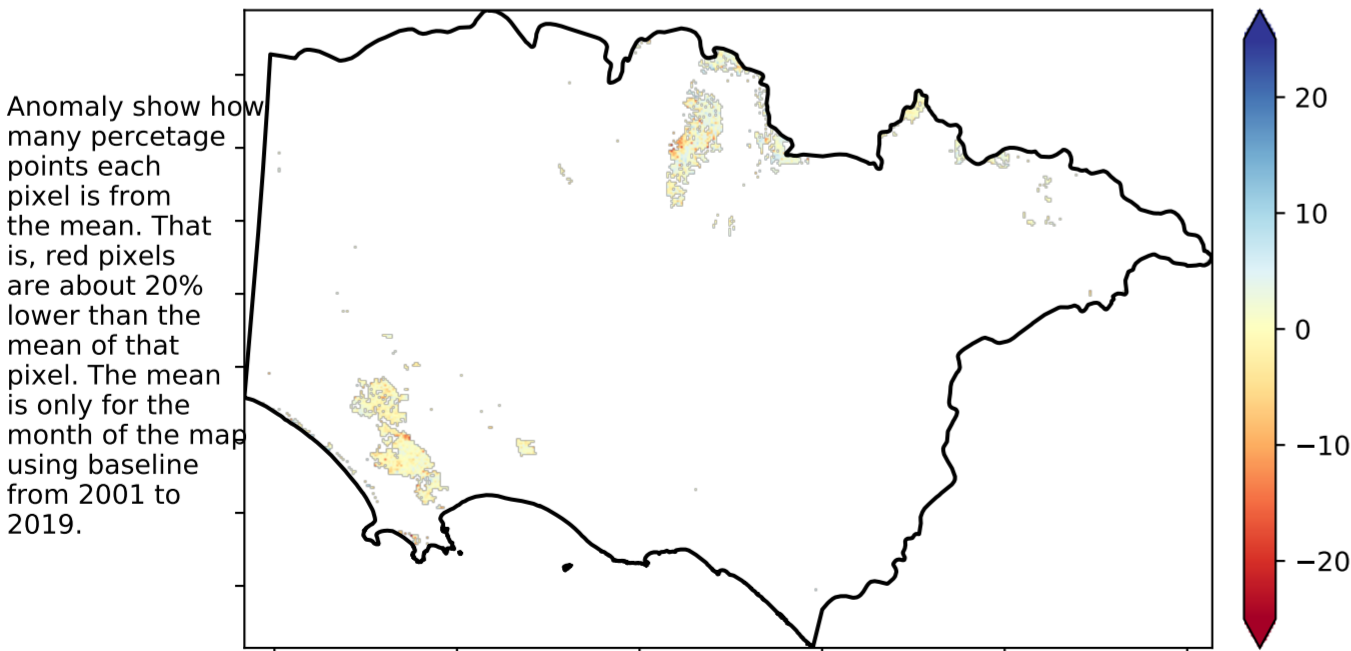 Anomaly show how
many percetage
points each
pixel is from
the mean. That
is, red pixels
are about 20%
lower than the
mean of that
pixel. The mean
is only for the
month of the map
using baseline
from 2001 to
2019.
20
10
0
−10
−20